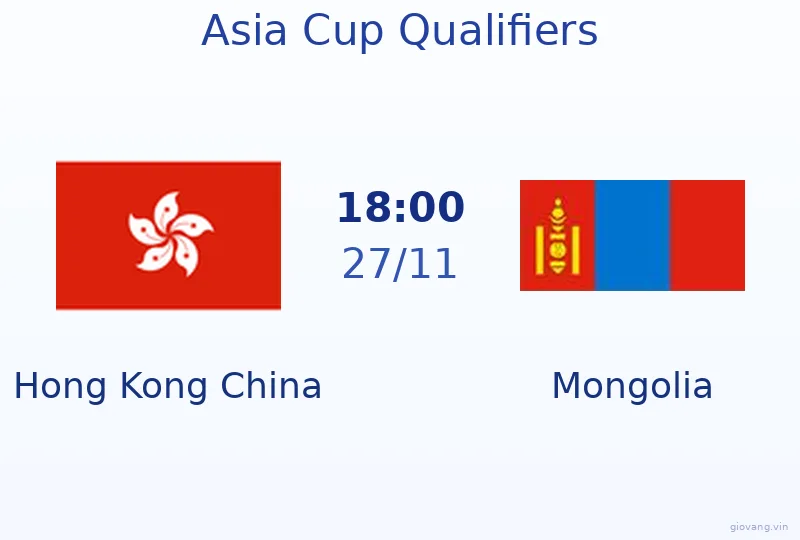 Asia Cup Qualifiers
18:00
27/11
Hong Kong China
Mongolia
giovang.vin